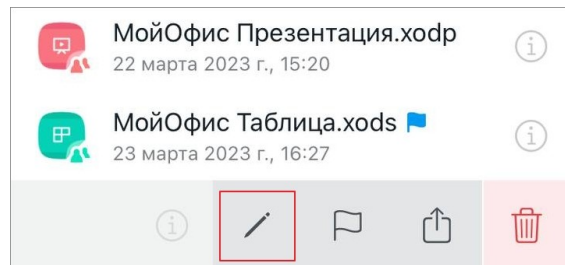 МойОфис Презентация.xodp
22 марта 2023 г., 15:20
МойОфис Таблица.xods
23 марта 2023 г., 16:27